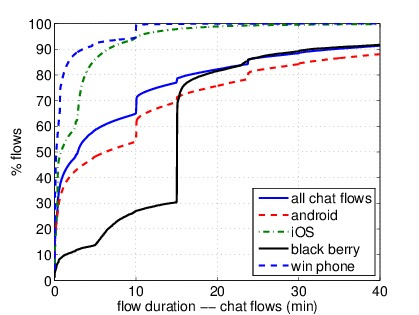 100
90
80
70
60
50
40
30
20
10
0
% flows
0 10 20 30 40
flow duration −− chat flows (min)
all chat flows
android
iOS
black berry
win phone